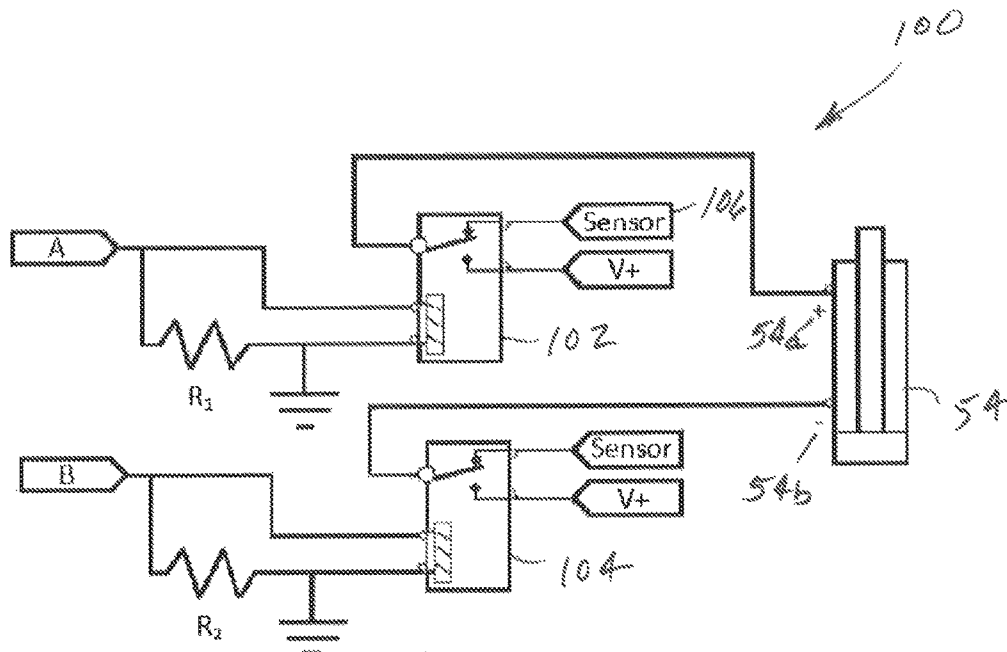 100
Sensor
106
A
V+
102
R₁
54a
+
54
Sensor
-
B
V+
54b
104
R₂